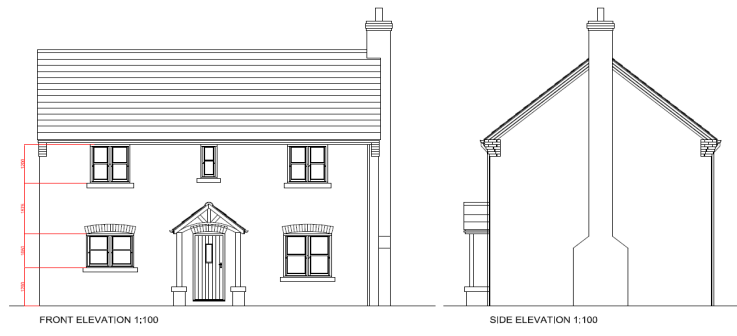 FRONT ELEVATION 1;100
SIDE ELEVATION 1;100